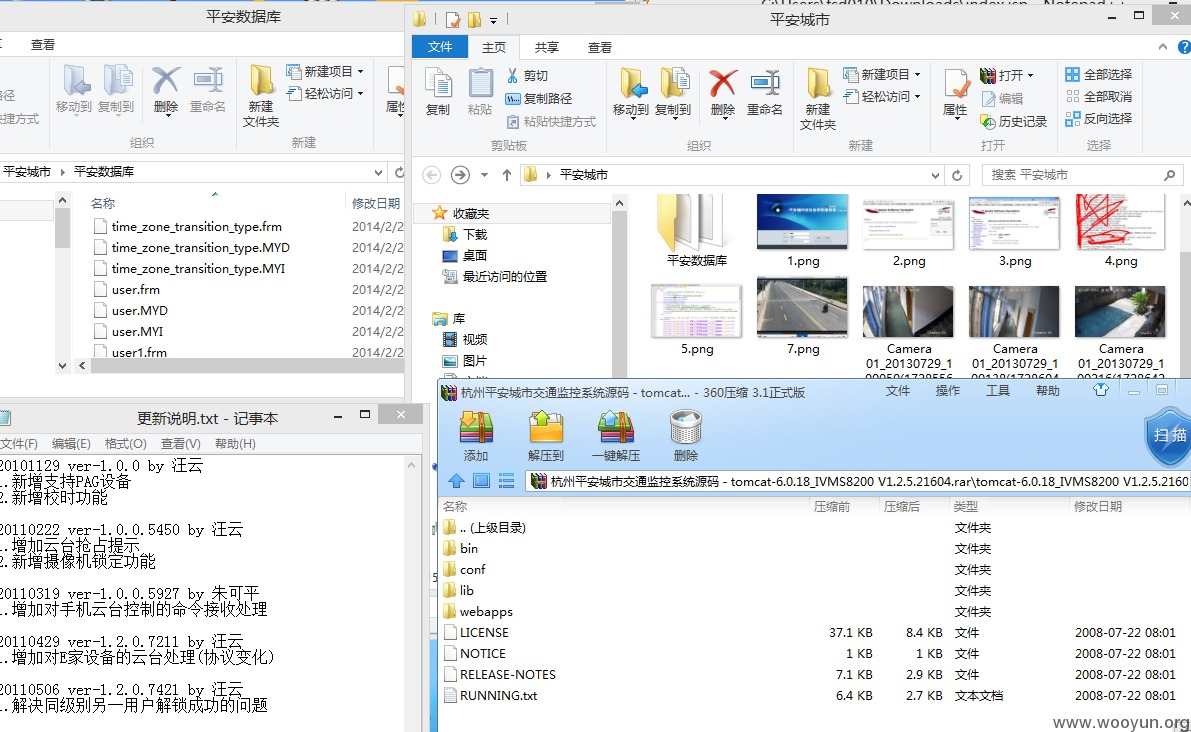 平安数据库
查看
移动到
复制到
删除
重命名
新建
文件夹
新建项目
轻松访问
组织
新建
平安城市
平安数据库
名称
修改日期
time_zone_transition_type.frm
2014/2/2
time_zone_transition_type.MYD
2014/2/2
time_zone_transition_type.MYI
2014/2/2
user.frm
2014/2/2
user.MYD
2014/2/2
user.MYI
2014/2/2
user1.frm
2014/2/2
平安城市
文件
主页
共享
查看
复制
粘贴
剪切
复制路径
粘贴快捷方式
移动到
复制到
删除
重命名
新建
文件夹
新建项目
轻松访问
属性
打开
编辑
历史记录
全部选择
全部取消
反向选择
剪贴板
组织
新建
打开
选择
平安城市
搜索 平安城市
收藏夹
下载
桌面
最近访问的位置
库
视频
图片
平安数据库
1.png
2.png
3.png
4.png
5.png
7.png
Camera
01_20130729_1
Camera
01_20130729_1
Camera
01_20130729_1
更新说明.txt - 记事本
文件(F)
编辑(E)
格式(O)
查看(V)
帮助(H)
20101129 ver-1.0.0 by 汪云
1.新增支持PAG设备
2.新增校时功能
20110222 ver-1.0.0.5450 by 汪云
1.增加云台抢占提示
2.新增摄像机锁定功能
20110319 ver-1.0.0.5927 by 朱可平
1.增加对手机云台控制的命令接收处理
20110429 ver-1.2.0.7211 by 汪云
1.增加对E家设备的云台处理(协议变化)
20110506 ver-1.2.0.7421 by 汪云
1.解决同级别另一用户解锁成功的问题
杭州平安城市交通监控系统源码 - tomcat... - 360压缩 3.1正式版
文件
操作
工具
帮助
添加
解压到
一键解压
删除
扫描
杭州平安城市交通监控系统源码 - tomcat-6.0.18_IVMS8200 V1.2.5.21604.rar\tomcat-6.0.18_IVMS8200 V1.2.5.2160
名称
压缩前
压缩后
类型
修改日期
.. (上级目录)
文件夹
bin
文件夹
conf
文件夹
lib
文件夹
webapps
文件夹
LICENSE
37.1 KB
8.4 KB
文件
2008-07-22 08:01
NOTICE
1 KB
1 KB
文件
2008-07-22 08:01
RELEASE-NOTES
7.1 KB
2.9 KB
文件
2008-07-22 08:01
RUNNING.txt
6.4 KB
2.7 KB
文本文档
2008-07-22 08:01
www.wooyun.org